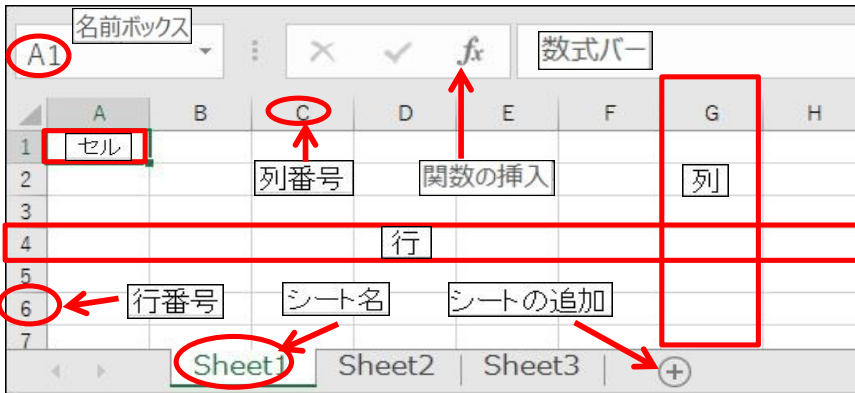 名前ボックス
A1
fx
数式バー
A B C D E F G H
1 セル
2 列番号 関数の挿入 列
3
4 行
5
6 行番号 シート名 シートの追加
7
Sheet1 Sheet2 Sheet3